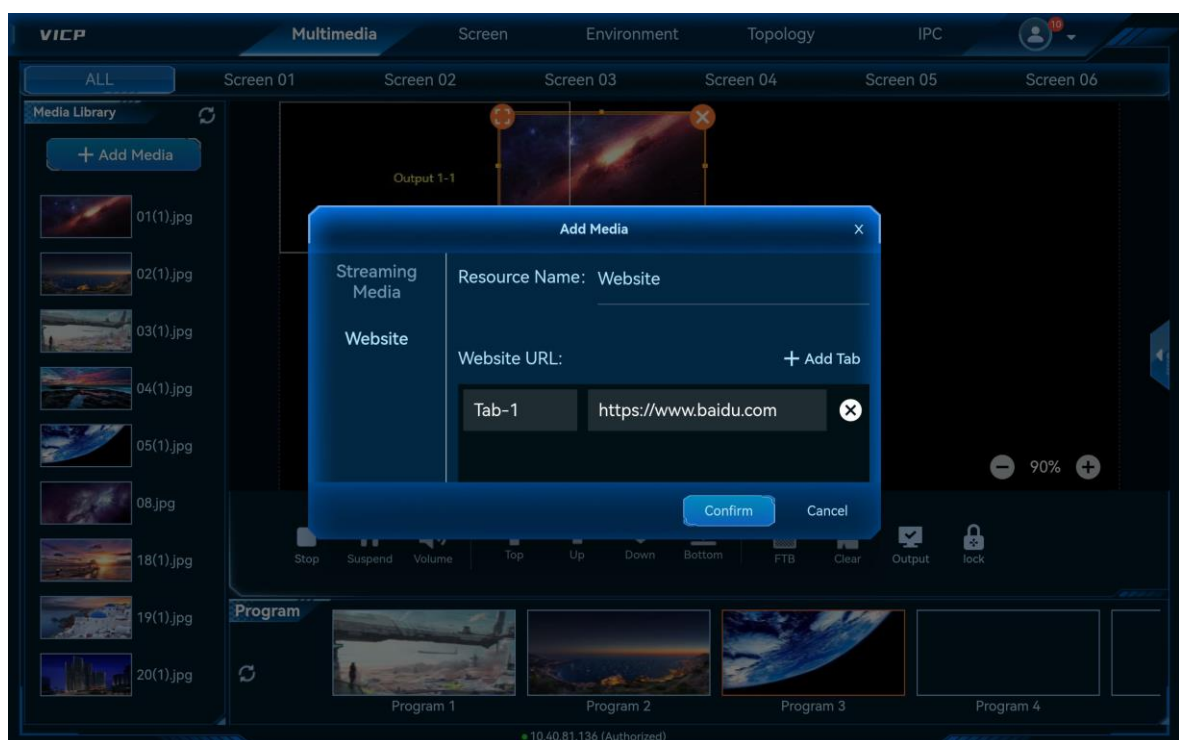 VICP
Multimedia
Screen
Environment
Topology
IPC
10
ALL
Screen 01
Screen 02
Screen 03
Screen 04
Screen 05
Screen 06
Media Library
+ Add Media
01(1).jpg
02(1).jpg
03(1).jpg
04(1).jpg
05(1).jpg
08.jpg
18(1).jpg
19(1).jpg
20(1).jpg
Output 1-1
Add Media
X
Streaming
Media
Website
Resource Name: Website
Website URL:
+ Add Tab
Tab-1
https://www.baidu.com
Confirm
Cancel
90%
Stop
Suspend
Volume
Top
Up
Down
Bottom
FTB
Clear
Output
lock
Program
Program 1
Program 2
Program 3
Program 4
10.40.81.136 (Authorized)